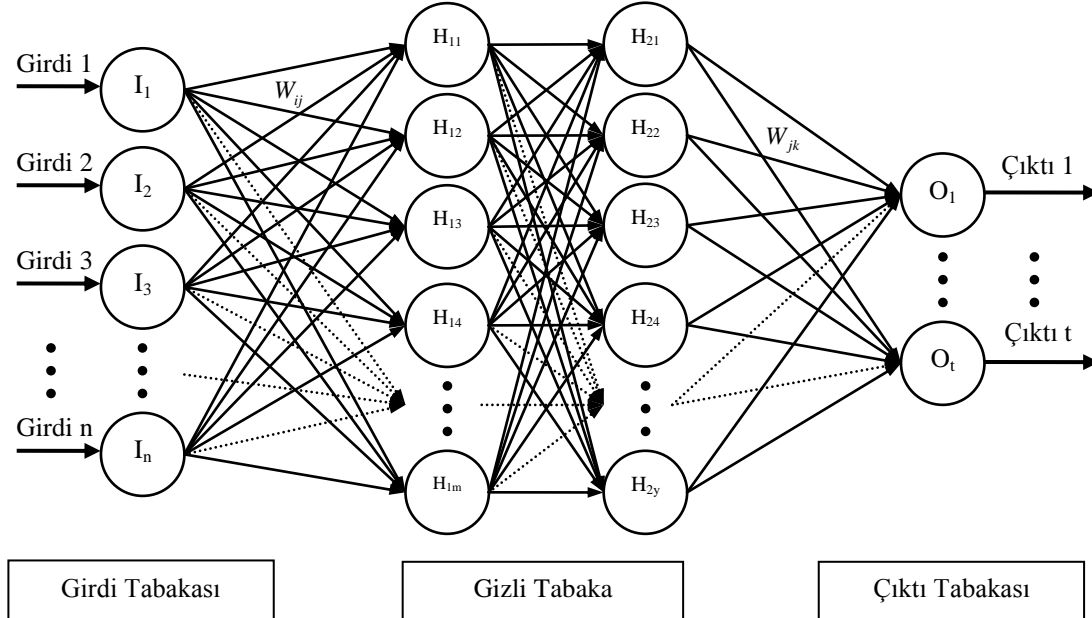 Girdi 1
Girdi 2
Girdi 3
Girdi n
I1
I2
I3
In
Wij
H11
H12
H13
H14
H1m
H21
H22
H23
H24
H2y
Wjk
O1
Ot
Çıktı 1
Çıktı t
Girdi Tabakası
Gizli Tabaka
Çıktı Tabakası